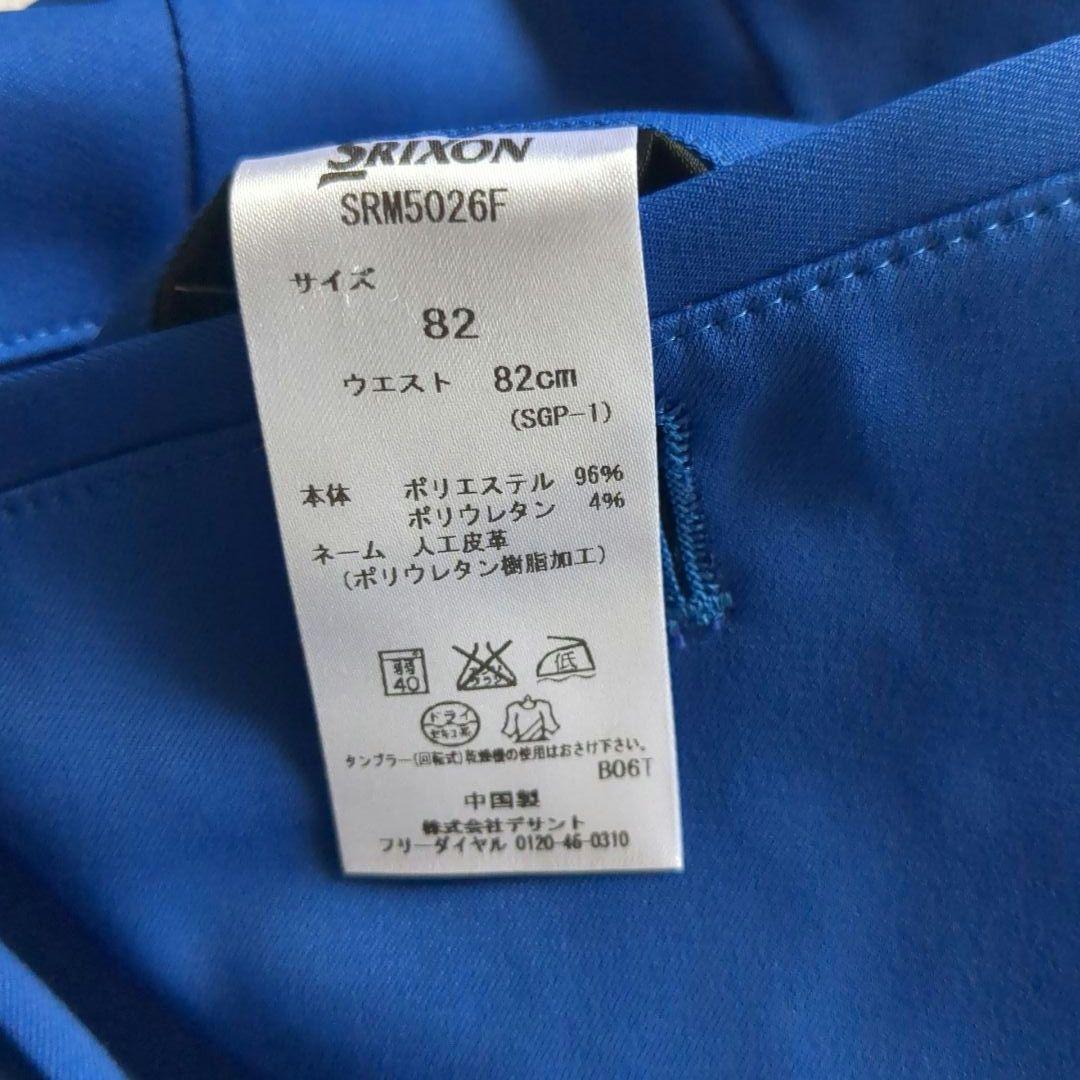 SRIXON
SRM5026F
サイズ
82
ウエスト 82cm
(SGP-1)
本体 ポリエステル 96%
ポリウレタン 4%
ネーム 人工皮革
(ポリウレタン樹脂加工)
弱 40
低
ドライ
セキユ系
タンブラー(回転式)乾燥機の使用はおさけ下さい。
B06T
中国製
株式会社デサント
フリーダイヤル 0120-46-0310